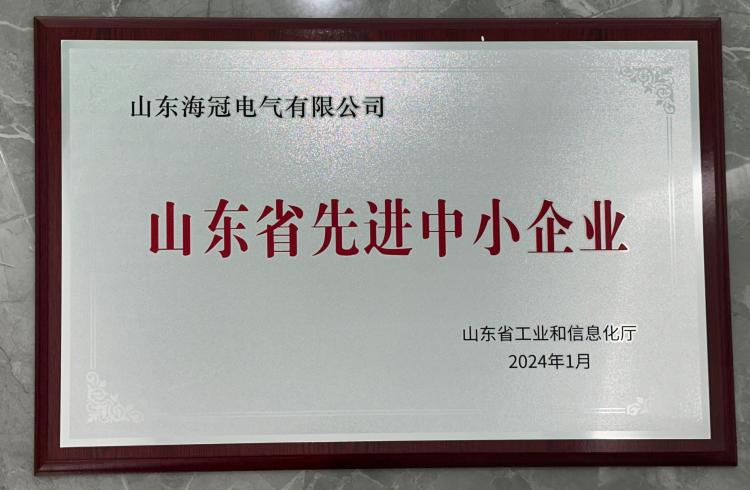 山东海冠电气有限公司
山东省先进中小企业
山东省工业和信息化厅
2024年1月